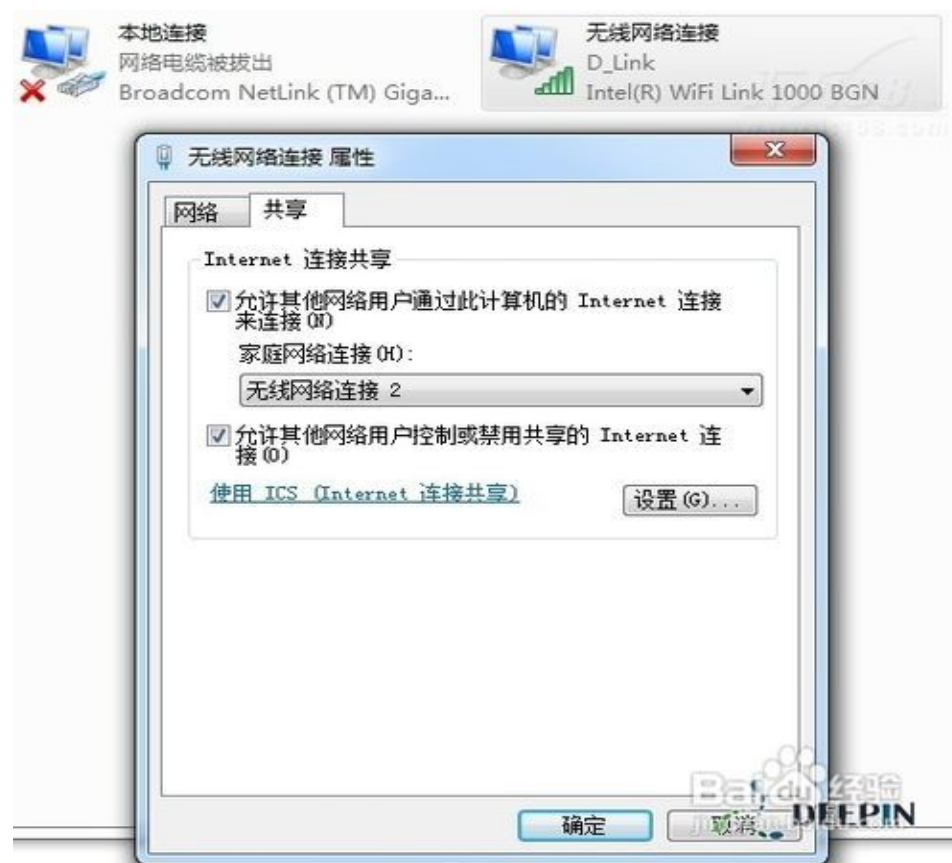 本地连接
网络电缆被拔出
Broadcom NetLink (TM) Giga...
无线网络连接
D_Link
Intel(R) WiFi Link 1000 BGN
无线网络连接 属性
网络
共享
Internet 连接共享
允许其他网络用户通过此计算机的 Internet 连接
来连接(N)
家庭网络连接(H):
无线网络连接 2
允许其他网络用户控制或禁用共享的 Internet 连
接(O)
使用 ICS (Internet 连接共享)
设置(G)...
确定
取消
Baidu 经验
DEEPIN